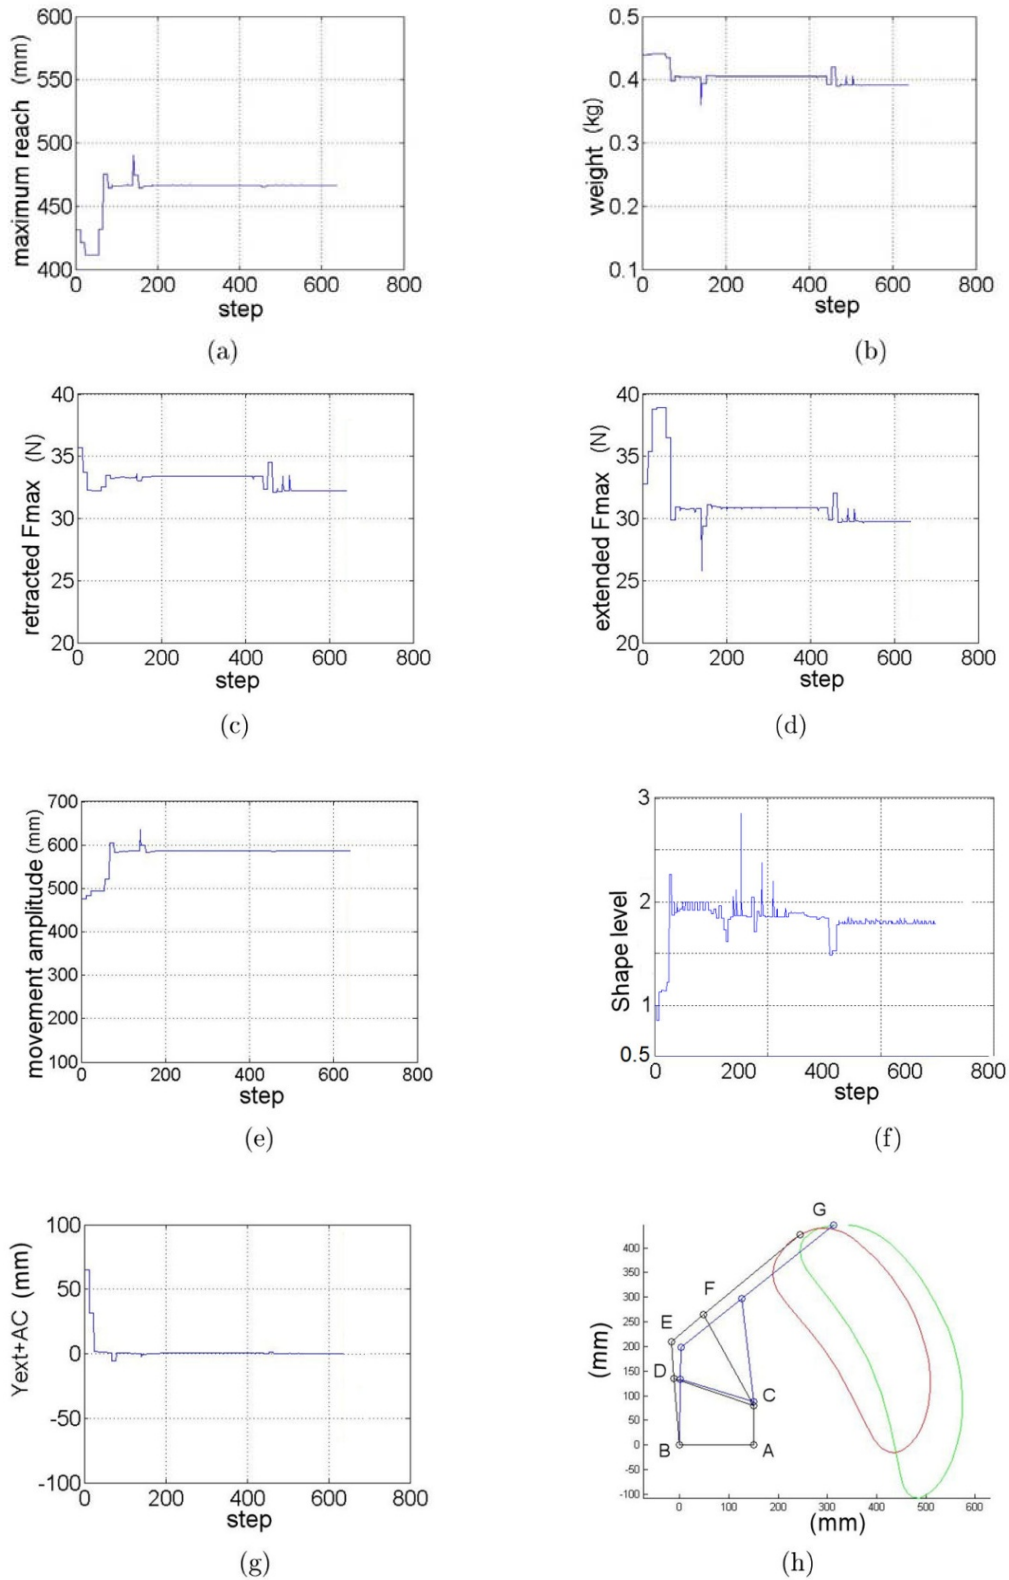 600
550
500
450
400
maximum reach (mm)
0 200 400 600 800
step
(a)
0.5
0.4
0.3
0.2
0.1
weight (kg)
0 200 400 600 800
step
(b)
40
35
30
25
20
retracted Fmax (N)
0 200 400 600 800
step
(c)
40
35
30
25
20
extended Fmax (N)
0 200 400 600 800
step
(d)
700
600
500
400
300
200
100
movement amplitude (mm)
0 200 400 600 800
step
(e)
3
2
1
0.5
Shape level
0 200 400 600 800
step
(f)
100
50
0
-50
-100
Yext+AC (mm)
0 200 400 600 800
step
(g)
G
F
E
D
C
B
A
400
350
300
250
200
150
100
50
0
-50
-100
(mm)
0 100 200 300 400 500 600
(mm)
(h)